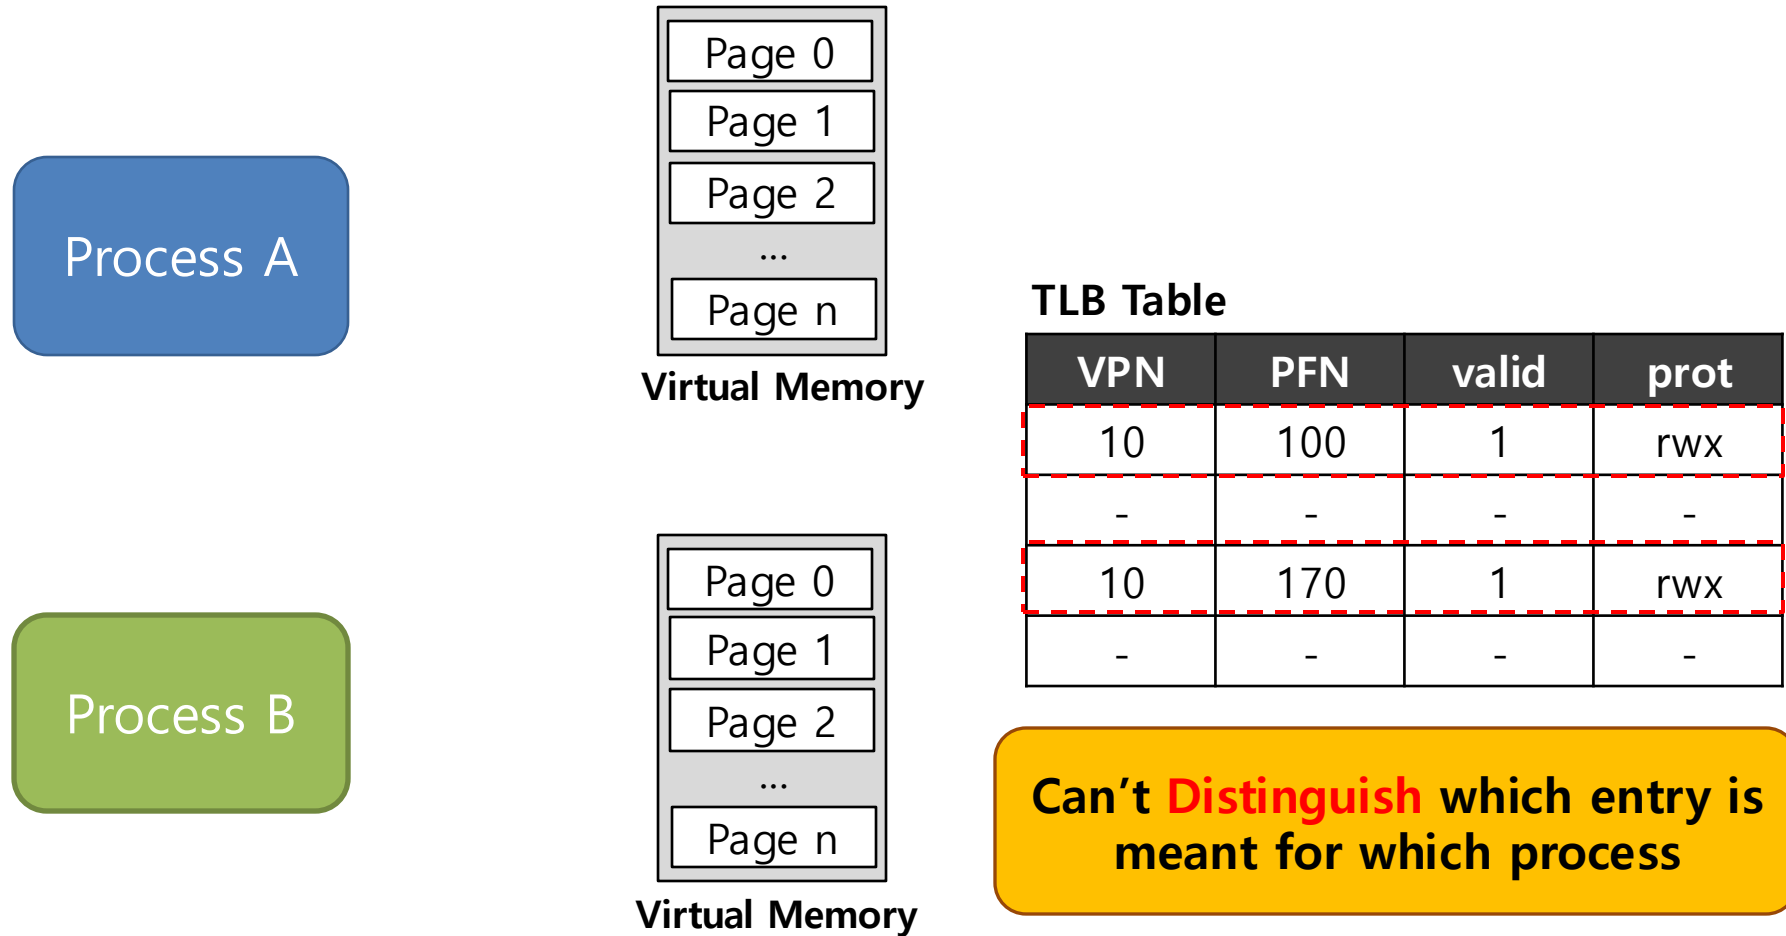 Process A
Page 0
Page 1
Page 2
...
Page n
Virtual Memory
Process B
Page 0
Page 1
Page 2
...
Page n
Virtual Memory
TLB Table
VPN PFN valid prot
10 100 1 rwx
- - - -
10 170 1 rwx
- - - -
Can’t Distinguish which entry is
meant for which process